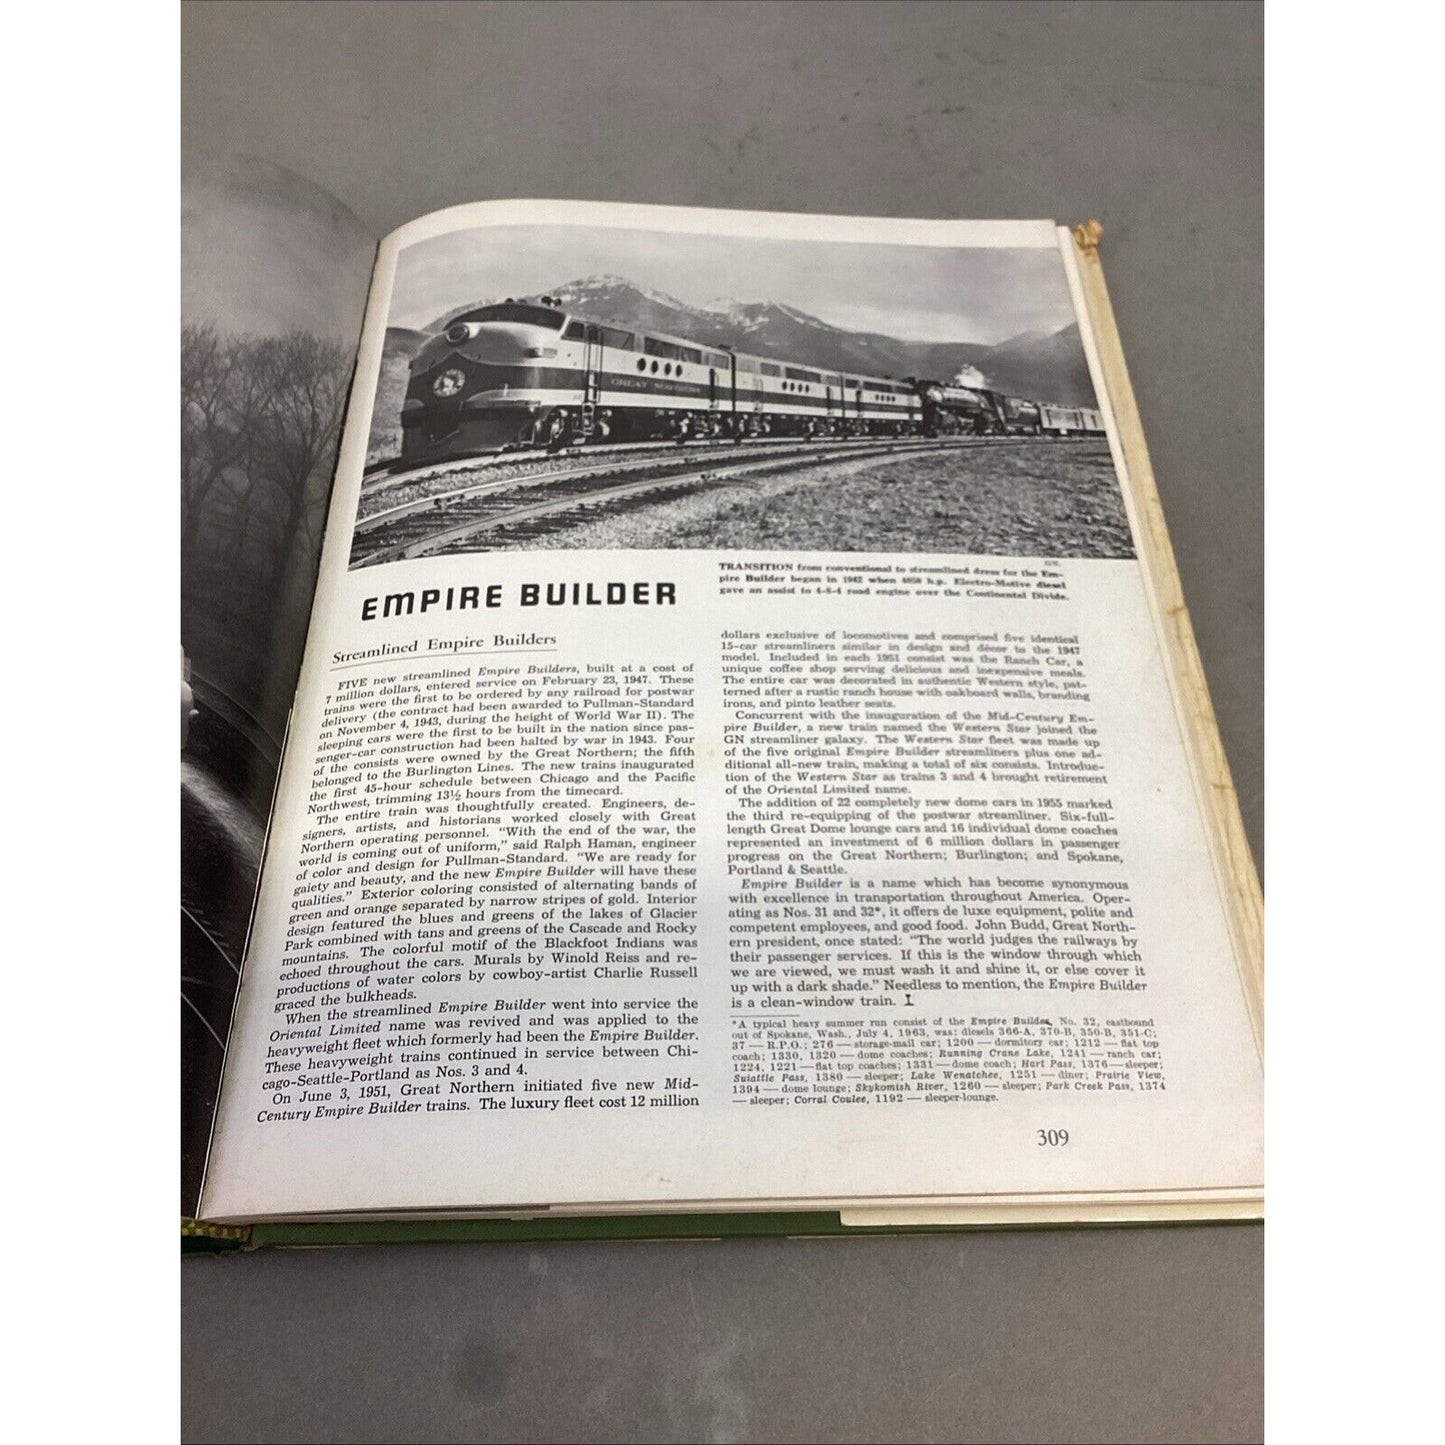 GREAT NORTHERN
GN.
TRANSITION from conventional to streamlined dress for the Em-
pire Builder began in 1942 when 4050 h.p. Electro-Motive diesel
gave an assist to 4-8-4 road engine over the Continental Divide.
EMPIRE BUILDER
Streamlined Empire Builders
FIVE new streamlined Empire Builders, built at a cost of
7 million dollars, entered service on February 23, 1947. These
trains were the first to be ordered by any railroad for postwar
delivery (the contract had been awarded to Pullman-Standard
on November 4, 1943, during the height of World War II). The
sleeping cars were the first to be built in the nation since pas-
senger-car construction had been halted by war in 1943. Four
of the consists were owned by the Great Northern; the fifth
belonged to the Burlington Lines. The new trains inaugurated
the first 45-hour schedule between Chicago and the Pacific
Northwest, trimming 13½ hours from the timecard.
The entire train was thoughtfully created. Engineers, de-
signers, artists, and historians worked closely with Great
Northern operating personnel. "With the end of the war, the
world is coming out of uniform," said Ralph Haman, engineer
of color and design for Pullman-Standard. "We are ready for
gaiety and beauty, and the new Empire Builder will have these
qualities." Exterior coloring consisted of alternating bands of
green and orange separated by narrow stripes of gold. Interior
design featured the blues and greens of the lakes of Glacier
Park combined with tans and greens of the Cascade and Rocky
mountains. The colorful motif of the Blackfoot Indians was
echoed throughout the cars. Murals by Winold Reiss and re-
productions of water colors by cowboy-artist Charlie Russell
graced the bulkheads.
When the streamlined Empire Builder went into service the
Oriental Limited name was revived and was applied to the
heavyweight fleet which formerly had been the Empire Builder.
These heavyweight trains continued in service between Chi-
cago-Seattle-Portland as Nos. 3 and 4.
On June 3, 1951, Great Northern initiated five new Mid-
Century Empire Builder trains. The luxury fleet cost 12 million
dollars exclusive of locomotives and comprised five identical
15-car streamliners similar in design and décor to the 1947
model. Included in each 1951 consist was the Ranch Car, a
unique coffee shop serving delicious and inexpensive meals.
The entire car was decorated in authentic Western style, pat-
terned after a rustic ranch house with oakboard walls, branding
irons, and pinto leather seats.
Concurrent with the inauguration of the Mid-Century Em-
pire Builder, a new train named the Western Star joined the
GN streamliner galaxy. The Western Star fleet was made up
of the five original Empire Builder streamliners plus one ad-
ditional all-new train, making a total of six consists. Introduc-
tion of the Western Star as trains 3 and 4 brought retirement
of the Oriental Limited name.
The addition of 22 completely new dome cars in 1955 marked
the third re-equipping of the postwar streamliner. Six-full-
length Great Dome lounge cars and 16 individual dome coaches
represented an investment of 6 million dollars in passenger
progress on the Great Northern; Burlington; and Spokane,
Portland & Seattle.
Empire Builder is a name which has become synonymous
with excellence in transportation throughout America. Oper-
ating as Nos. 31 and 32*, it offers de luxe equipment, polite and
competent employees, and good food. John Budd, Great North-
ern president, once stated: "The world judges the railways by
their passenger services. If this is the window through which
we are viewed, we must wash it and shine it, or else cover it
up with a dark shade." Needless to mention, the Empire Builder
is a clean-window train. I
*A typical heavy summer run consist of the Empire Builder, No. 32, eastbound
out of Spokane, Wash., July 4, 1963, was: diesels 366-A, 370-B, 350-B, 351-C;
37 — R.P.O.; 276 — storage-mail car; 1200 — dormitory car; 1212 — flat top
coach; 1330, 1320 — dome coaches; Running Crane Lake, 1241 — ranch car;
1224, 1221 — flat top coaches; 1331 — dome coach; Hart Pass, 1376 — sleeper;
Suiattle Pass, 1380 — sleeper; Lake Wenatchee, 1251 — diner; Prairie View,
1394 — dome lounge; Skykomish River, 1260 — sleeper; Park Creek Pass, 1374
— sleeper; Corral Coulee, 1192 — sleeper-lounge.
309